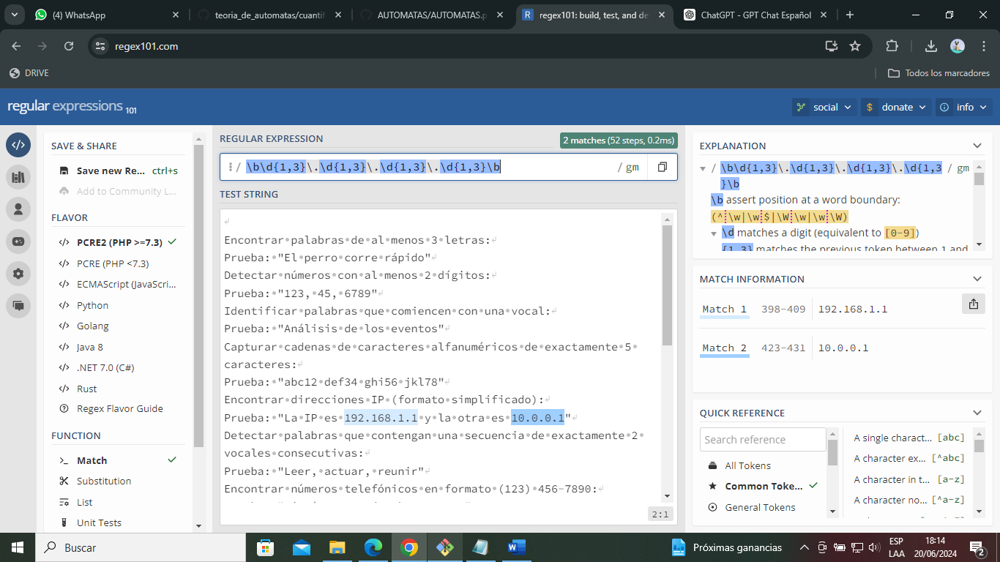 (4) WhatsApp
teoria_de_automatas/cuantif
AUTOMATAS/AUTOMATAS.p
regex101: build, test, and de
ChatGPT - GPT Chat Español
regex101.com
DRIVE
Todos los marcadores
regular expressions 101
social
$ donate
info
SAVE & SHARE
Save new Re... ctrl+s
Add to Community L...
FLAVOR
PCRE2 (PHP >=7.3)
PCRE (PHP <7.3)
ECMAScript (JavaScri...
Python
Golang
Java 8
.NET 7.0 (C#)
Rust
Regex Flavor Guide
FUNCTION
Match
Substitution
List
Unit Tests
REGULAR EXPRESSION
2 matches (52 steps, 0.2ms)
/ \b\d{1,3}\.\d{1,3}\.\d{1,3}\.\d{1,3}\b / gm
TEST STRING
Encontrar palabras de al menos 3 letras:
Prueba: "El perro corre rápido"
Detectar números con al menos 2 dígitos:
Prueba: "123, 45, 6789"
Identificar palabras que comiencen con una vocal:
Prueba: "Análisis de los eventos"
Capturar cadenas de caracteres alfanuméricos de exactamente 5
caracteres:
Prueba: "abc12 def34 ghi56 jkl78"
Encontrar direcciones IP (formato simplificado):
Prueba: "La IP es 192.168.1.1 y la otra es 10.0.0.1"
Detectar palabras que contengan una secuencia de exactamente 2
vocales consecutivas:
Prueba: "Leer, actuar, reunir"
Encontrar números telefónicos en formato (123) 456-7890:
2:1
EXPLANATION
/ \b\d{1,3}\.\d{1,3}\.\d{1,3}\.\d{1,3 / gm
}\b
\b assert position at a word boundary:
(^\w|\w$|\W\w|\w\W)
\d matches a digit (equivalent to [0-9])
{1,3} matches the previous token between 1 and
MATCH INFORMATION
Match 1 398-409 192.168.1.1
Match 2 423-431 10.0.0.1
QUICK REFERENCE
Search reference
All Tokens
Common Toke...
General Tokens
A single charact... [abc]
A character ex... [^abc]
A character in t... [a-z]
A character no... [^a-z]
Buscar
Próximas ganancias
ESP
LAA
18:14
20/06/2024
2